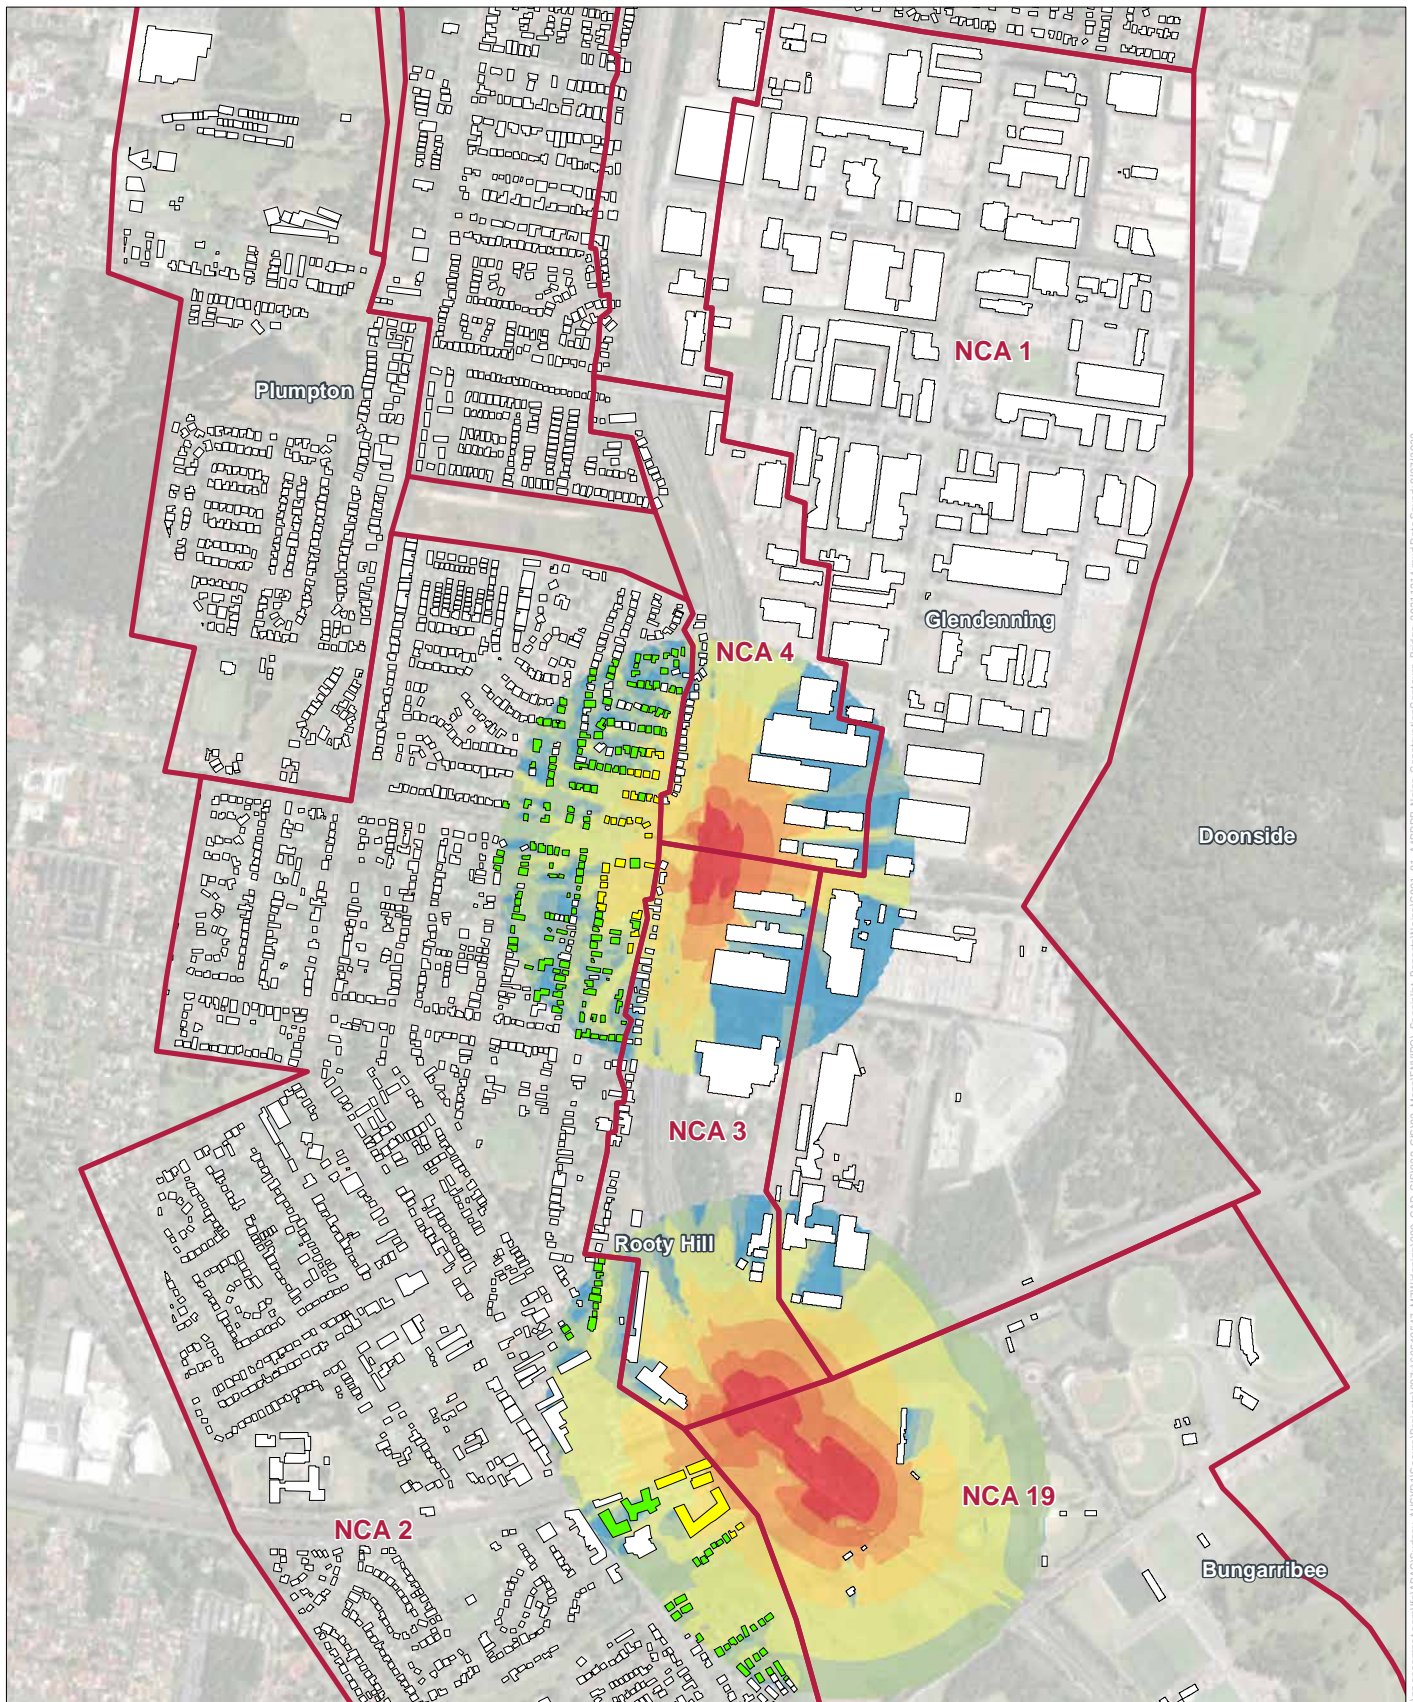 NCA 1
Plumpton
Glendenning
NCA 4
Doonside
NCA 3
Rooty Hill
NCA 19
NCA 2
Bungarribee